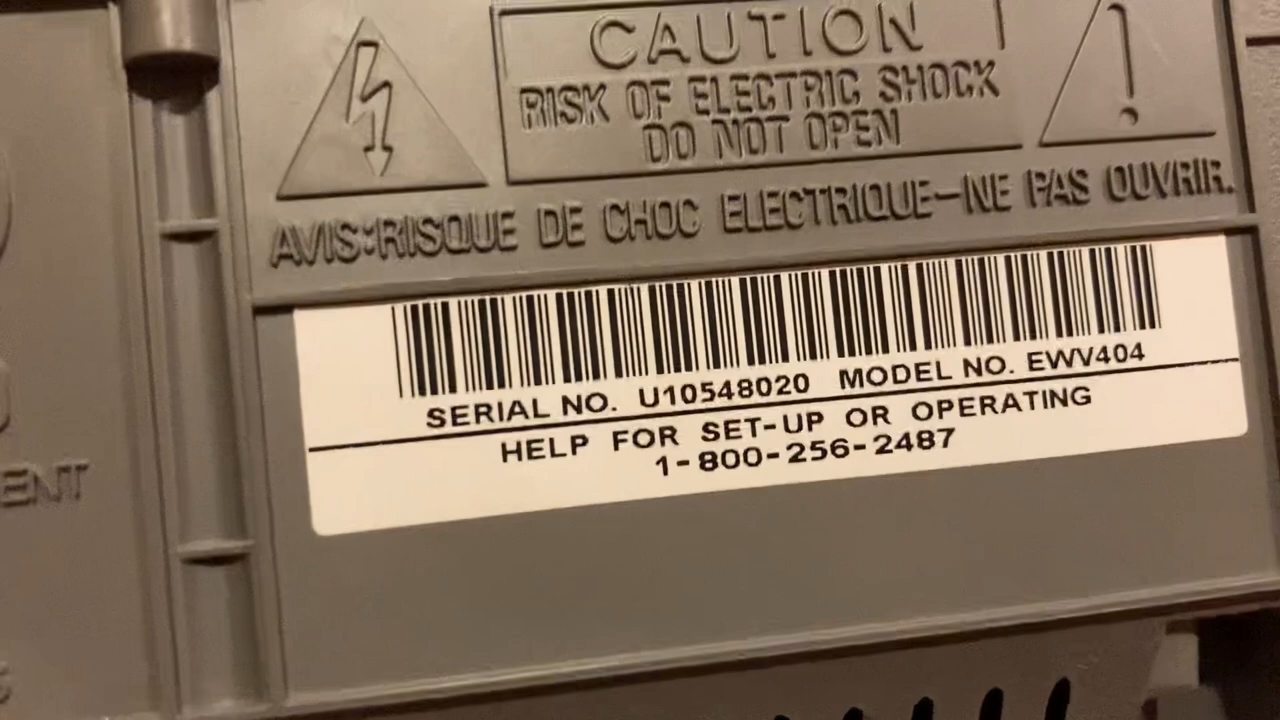 CAUTION
RISK OF ELECTRIC SHOCK
DO NOT OPEN
AVIS:RISQUE DE CHOC ELECTRIQUE—NE PAS OUVRIR.
SERIAL NO. U10548020 MODEL NO. EWV404
HELP FOR SET-UP OR OPERATING
1-800-256-2487